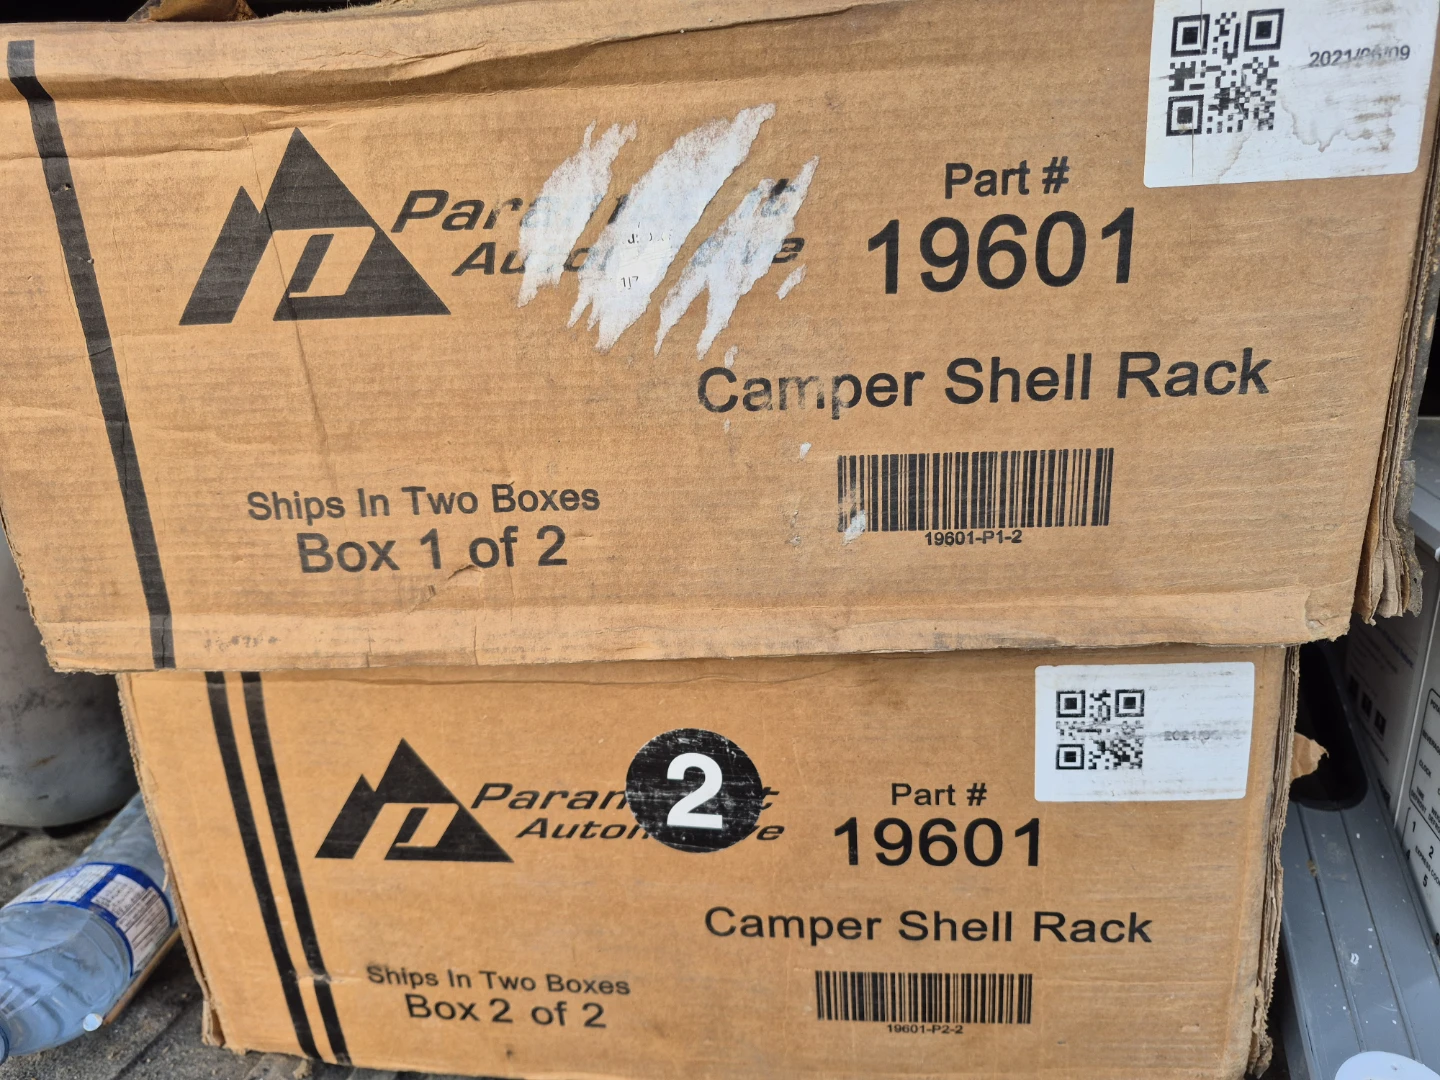 2021/06/09
Part #
19601
Camper Shell Rack
19601-P1-2
Ships In Two Boxes
Box 1 of 2
2
Part #
19601
Camper Shell Rack
19601-P2-2
Ships In Two Boxes
Box 2 of 2